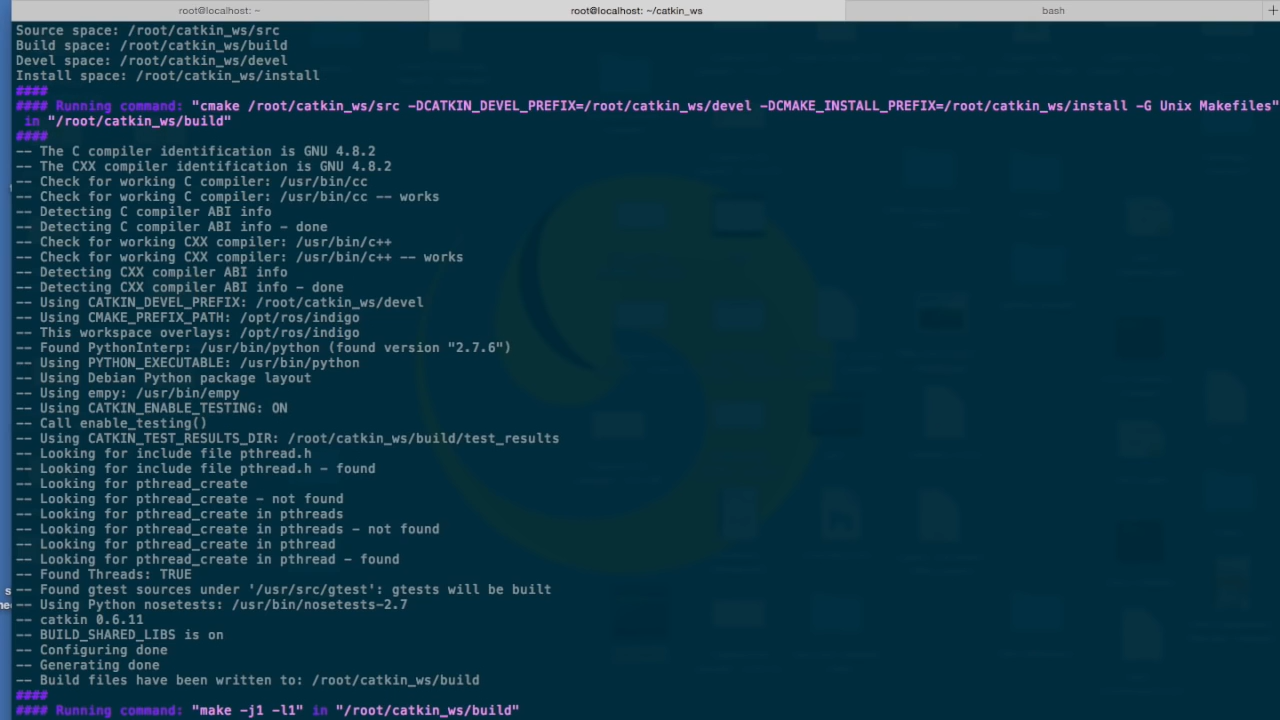 root@localhost: ~
root@localhost: ~/catkin_ws
bash
+
Source space: /root/catkin_ws/src
Build space: /root/catkin_ws/build
Devel space: /root/catkin_ws/devel
Install space: /root/catkin_ws/install
####
#### Running command: "cmake /root/catkin_ws/src -DCATKIN_DEVEL_PREFIX=/root/catkin_ws/devel -DCMAKE_INSTALL_PREFIX=/root/catkin_ws/install -G Unix Makefiles"
in "/root/catkin_ws/build"
####
-- The C compiler identification is GNU 4.8.2
-- The CXX compiler identification is GNU 4.8.2
-- Check for working C compiler: /usr/bin/cc
-- Check for working C compiler: /usr/bin/cc -- works
-- Detecting C compiler ABI info
-- Detecting C compiler ABI info - done
-- Check for working CXX compiler: /usr/bin/c++
-- Check for working CXX compiler: /usr/bin/c++ -- works
-- Detecting CXX compiler ABI info
-- Detecting CXX compiler ABI info - done
-- Using CATKIN_DEVEL_PREFIX: /root/catkin_ws/devel
-- Using CMAKE_PREFIX_PATH: /opt/ros/indigo
-- This workspace overlays: /opt/ros/indigo
-- Found PythonInterp: /usr/bin/python (found version "2.7.6")
-- Using PYTHON_EXECUTABLE: /usr/bin/python
-- Using Debian Python package layout
-- Using empy: /usr/bin/empy
-- Using CATKIN_ENABLE_TESTING: ON
-- Call enable_testing()
-- Using CATKIN_TEST_RESULTS_DIR: /root/catkin_ws/build/test_results
-- Looking for include file pthread.h
-- Looking for include file pthread.h - found
-- Looking for pthread_create
-- Looking for pthread_create - not found
-- Looking for pthread_create in pthreads
-- Looking for pthread_create in pthreads - not found
-- Looking for pthread_create in pthread
-- Looking for pthread_create in pthread - found
-- Found Threads: TRUE
-- Found gtest sources under '/usr/src/gtest': gtests will be built
-- Using Python nosetests: /usr/bin/nosetests-2.7
-- catkin 0.6.11
-- BUILD_SHARED_LIBS is on
-- Configuring done
-- Generating done
-- Build files have been written to: /root/catkin_ws/build
####
#### Running command: "make -j1 -l1" in "/root/catkin_ws/build"